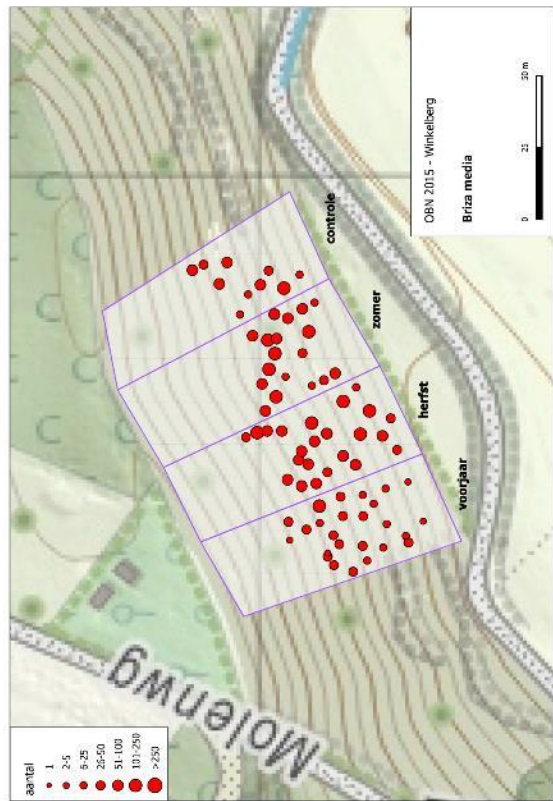 aantal
1
2-5
6-25
26-50
51-100
101-250
>250
Molenwg
voorjaar
herfst
zomer
controle
OBN 2015 - Winkelberg
Briza media
0 25 50 m